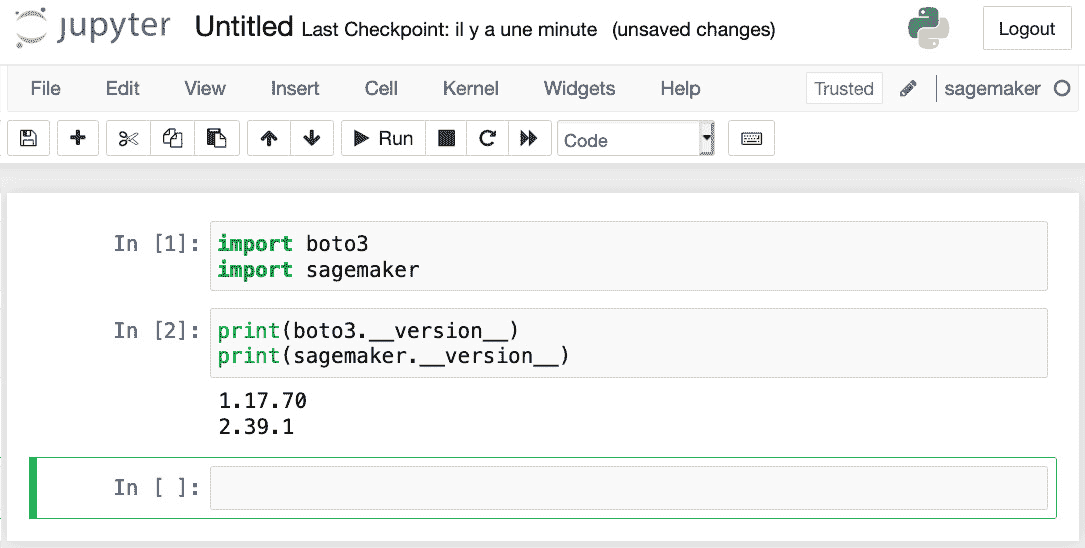 jupyter Untitled Last Checkpoint: il y a une minute (unsaved changes) Logout
File Edit View Insert Cell Kernel Widgets Help Trusted sagemaker
Run Code
In [1]: import boto3
import sagemaker
In [2]: print(boto3.__version__)
print(sagemaker.__version__)
1.17.70
2.39.1
In [ ]: